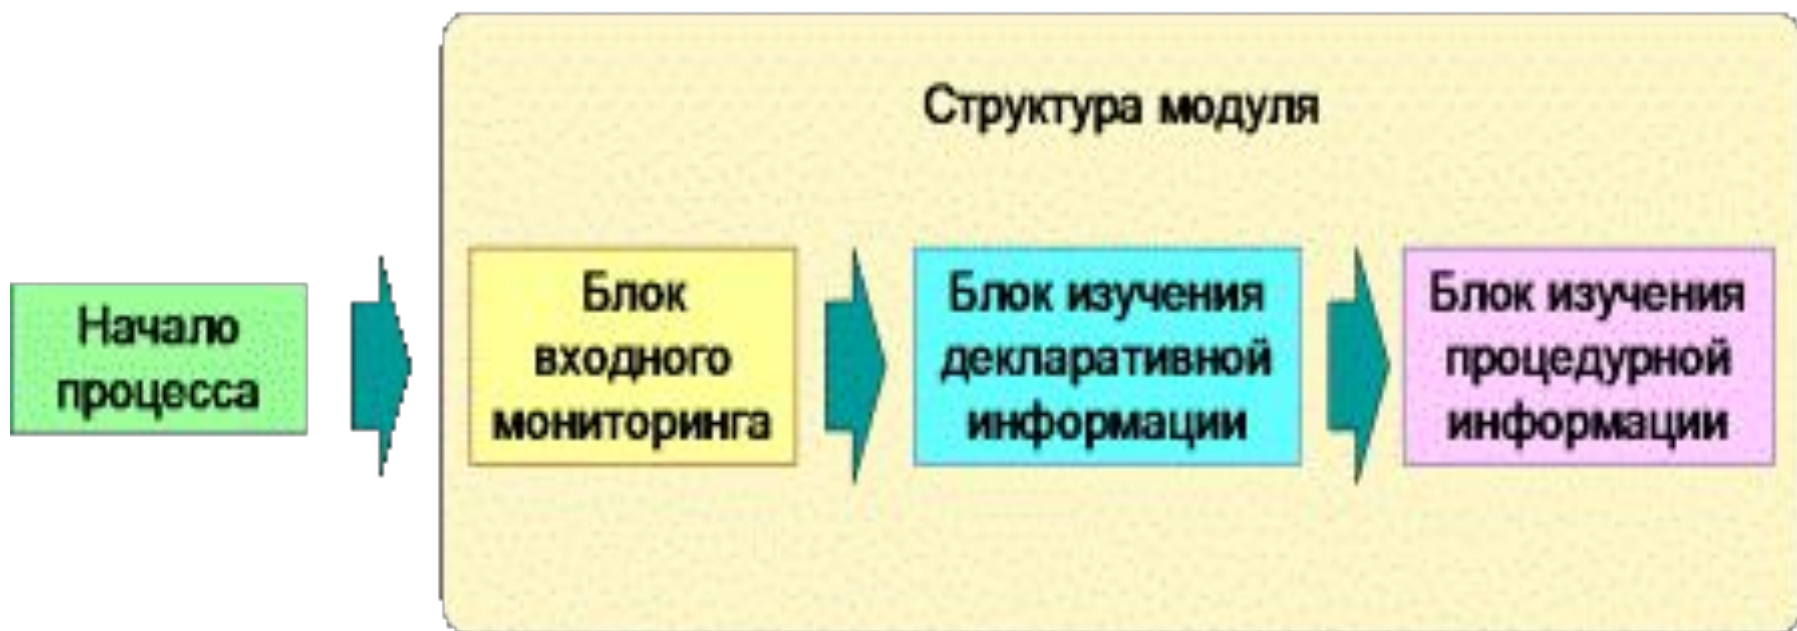 Структура модуля
Начало
процесса
Блок
входного
мониторинга
Блок изучения
декларативной
информации
Блок изучения
процедурной
информации